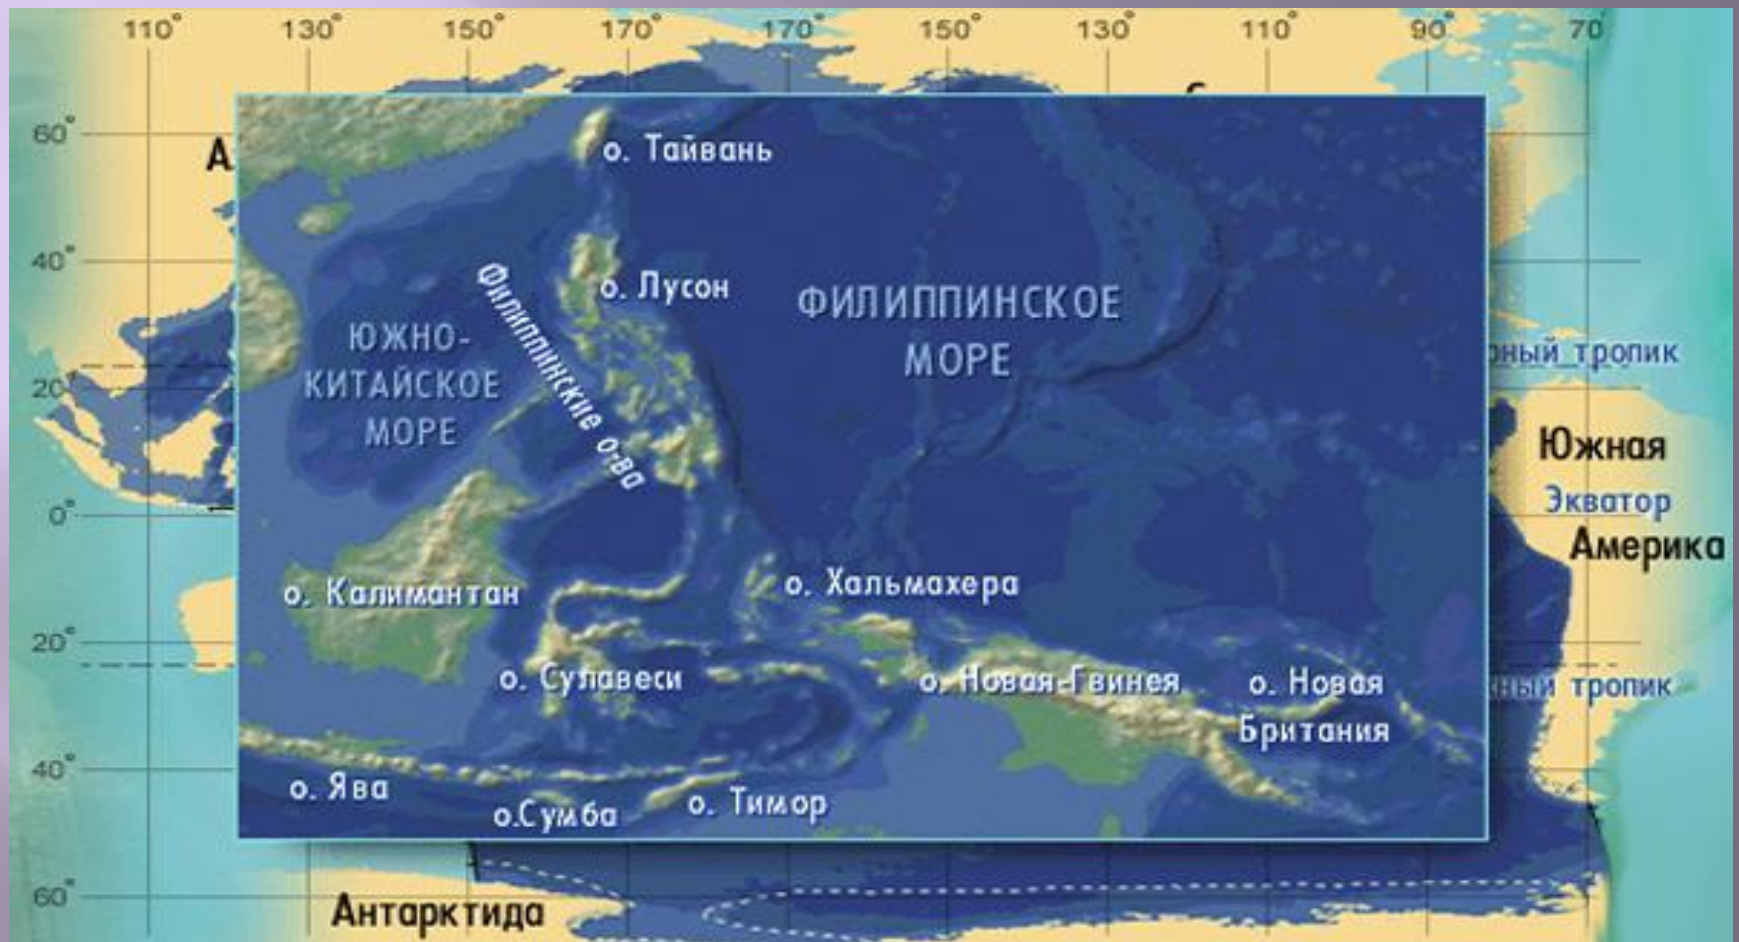 110° 130° 150° 170° 170° 150° 130° 110° 90° 70°
60°
о. Тайвань
40°
о. Лусон
Филиппинские о-ва
ФИЛИППИНСКОЕ
МОРЕ
ЮЖНО-
КИТАЙСКОЕ
МОРЕ
тропик
20°
Южная
Экватор
0°
Америка
о. Калимантан
о. Хальмахера
20°
о. Сулавеси
о. Новая-Гвинея
о. Новая
Британия
тропик
40°
о. Ява
о.Сумба
о. Тимор
60°
Антарктида